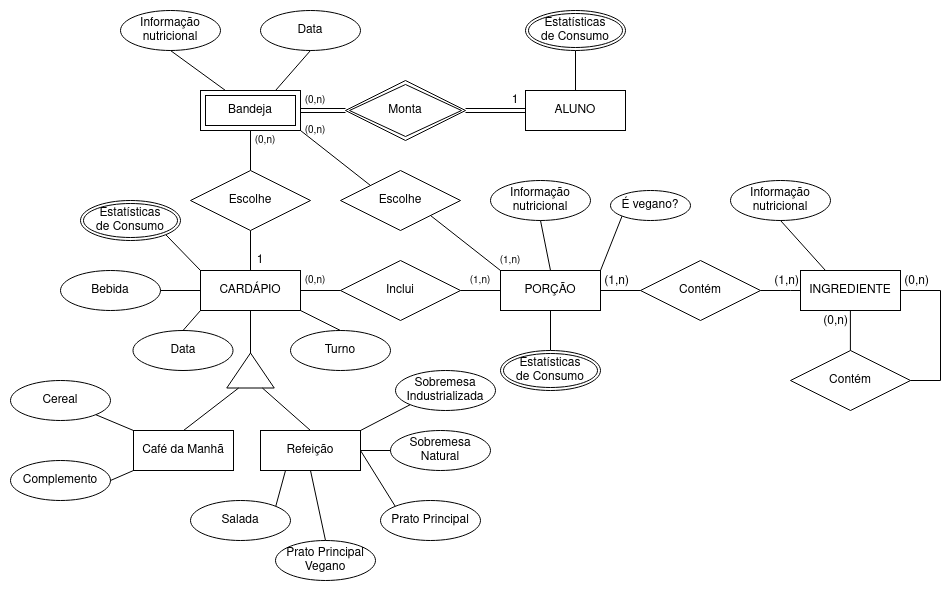 Informação
nutricional
Data
Estatísticas
de Consumo
Bandeja
(0,n)
Monta
1
ALUNO
(0,n)
(0,n)
Escolhe
Escolhe
Informação
nutricional
É vegano?
Informação
nutricional
Estatísticas
de Consumo
1
(1,n)
Bebida
CARDÁPIO
(0,n)
Inclui
(1,n)
PORÇÃO
(1,n)
Contém
(1,n)
INGREDIENTE
(0,n)
(0,n)
Data
Turno
Estatísticas
de Consumo
Contém
Cereal
Sobremesa
Industrializada
Café da Manhã
Refeição
Sobremesa
Natural
Complemento
Salada
Prato Principal
Prato Principal
Vegano